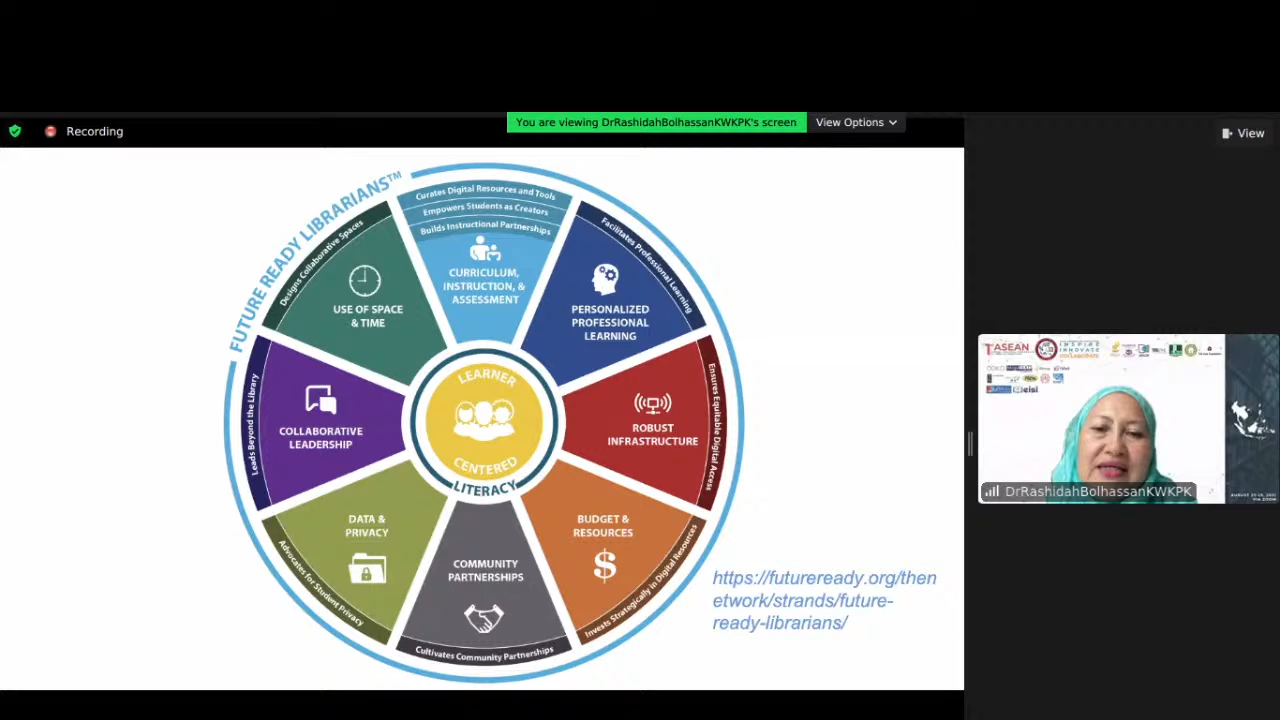 Recording
You are viewing DrRashidahBolhassanKWKPK's screen
View Options
View
FUTURE READY LIBRARIANS™
Curates Digital Resources and Tools
Empowers Students as Creators
Builds Instructional Partnerships
CURRICULUM,
INSTRUCTION, &
ASSESSMENT
Facilitates Professional Learning
PERSONALIZED
PROFESSIONAL
LEARNING
Ensures Equitable Digital Access
ROBUST
INFRASTRUCTURE
Invests Strategically in Digital Resources
BUDGET &
RESOURCES
$
Cultivates Community Partnerships
COMMUNITY
PARTNERSHIPS
Advocates for Student Privacy
DATA &
PRIVACY
Leads Beyond the Library
COLLABORATIVE
LEADERSHIP
Designs Collaborative Spaces
USE OF SPACE
& TIME
LEARNER
CENTERED
LITERACY
https://futureready.org/then
etwork/strands/future-
ready-librarians/
ASEAN
INSPIRE
INNOVATE
DrRashidahBolhassanKWKPK